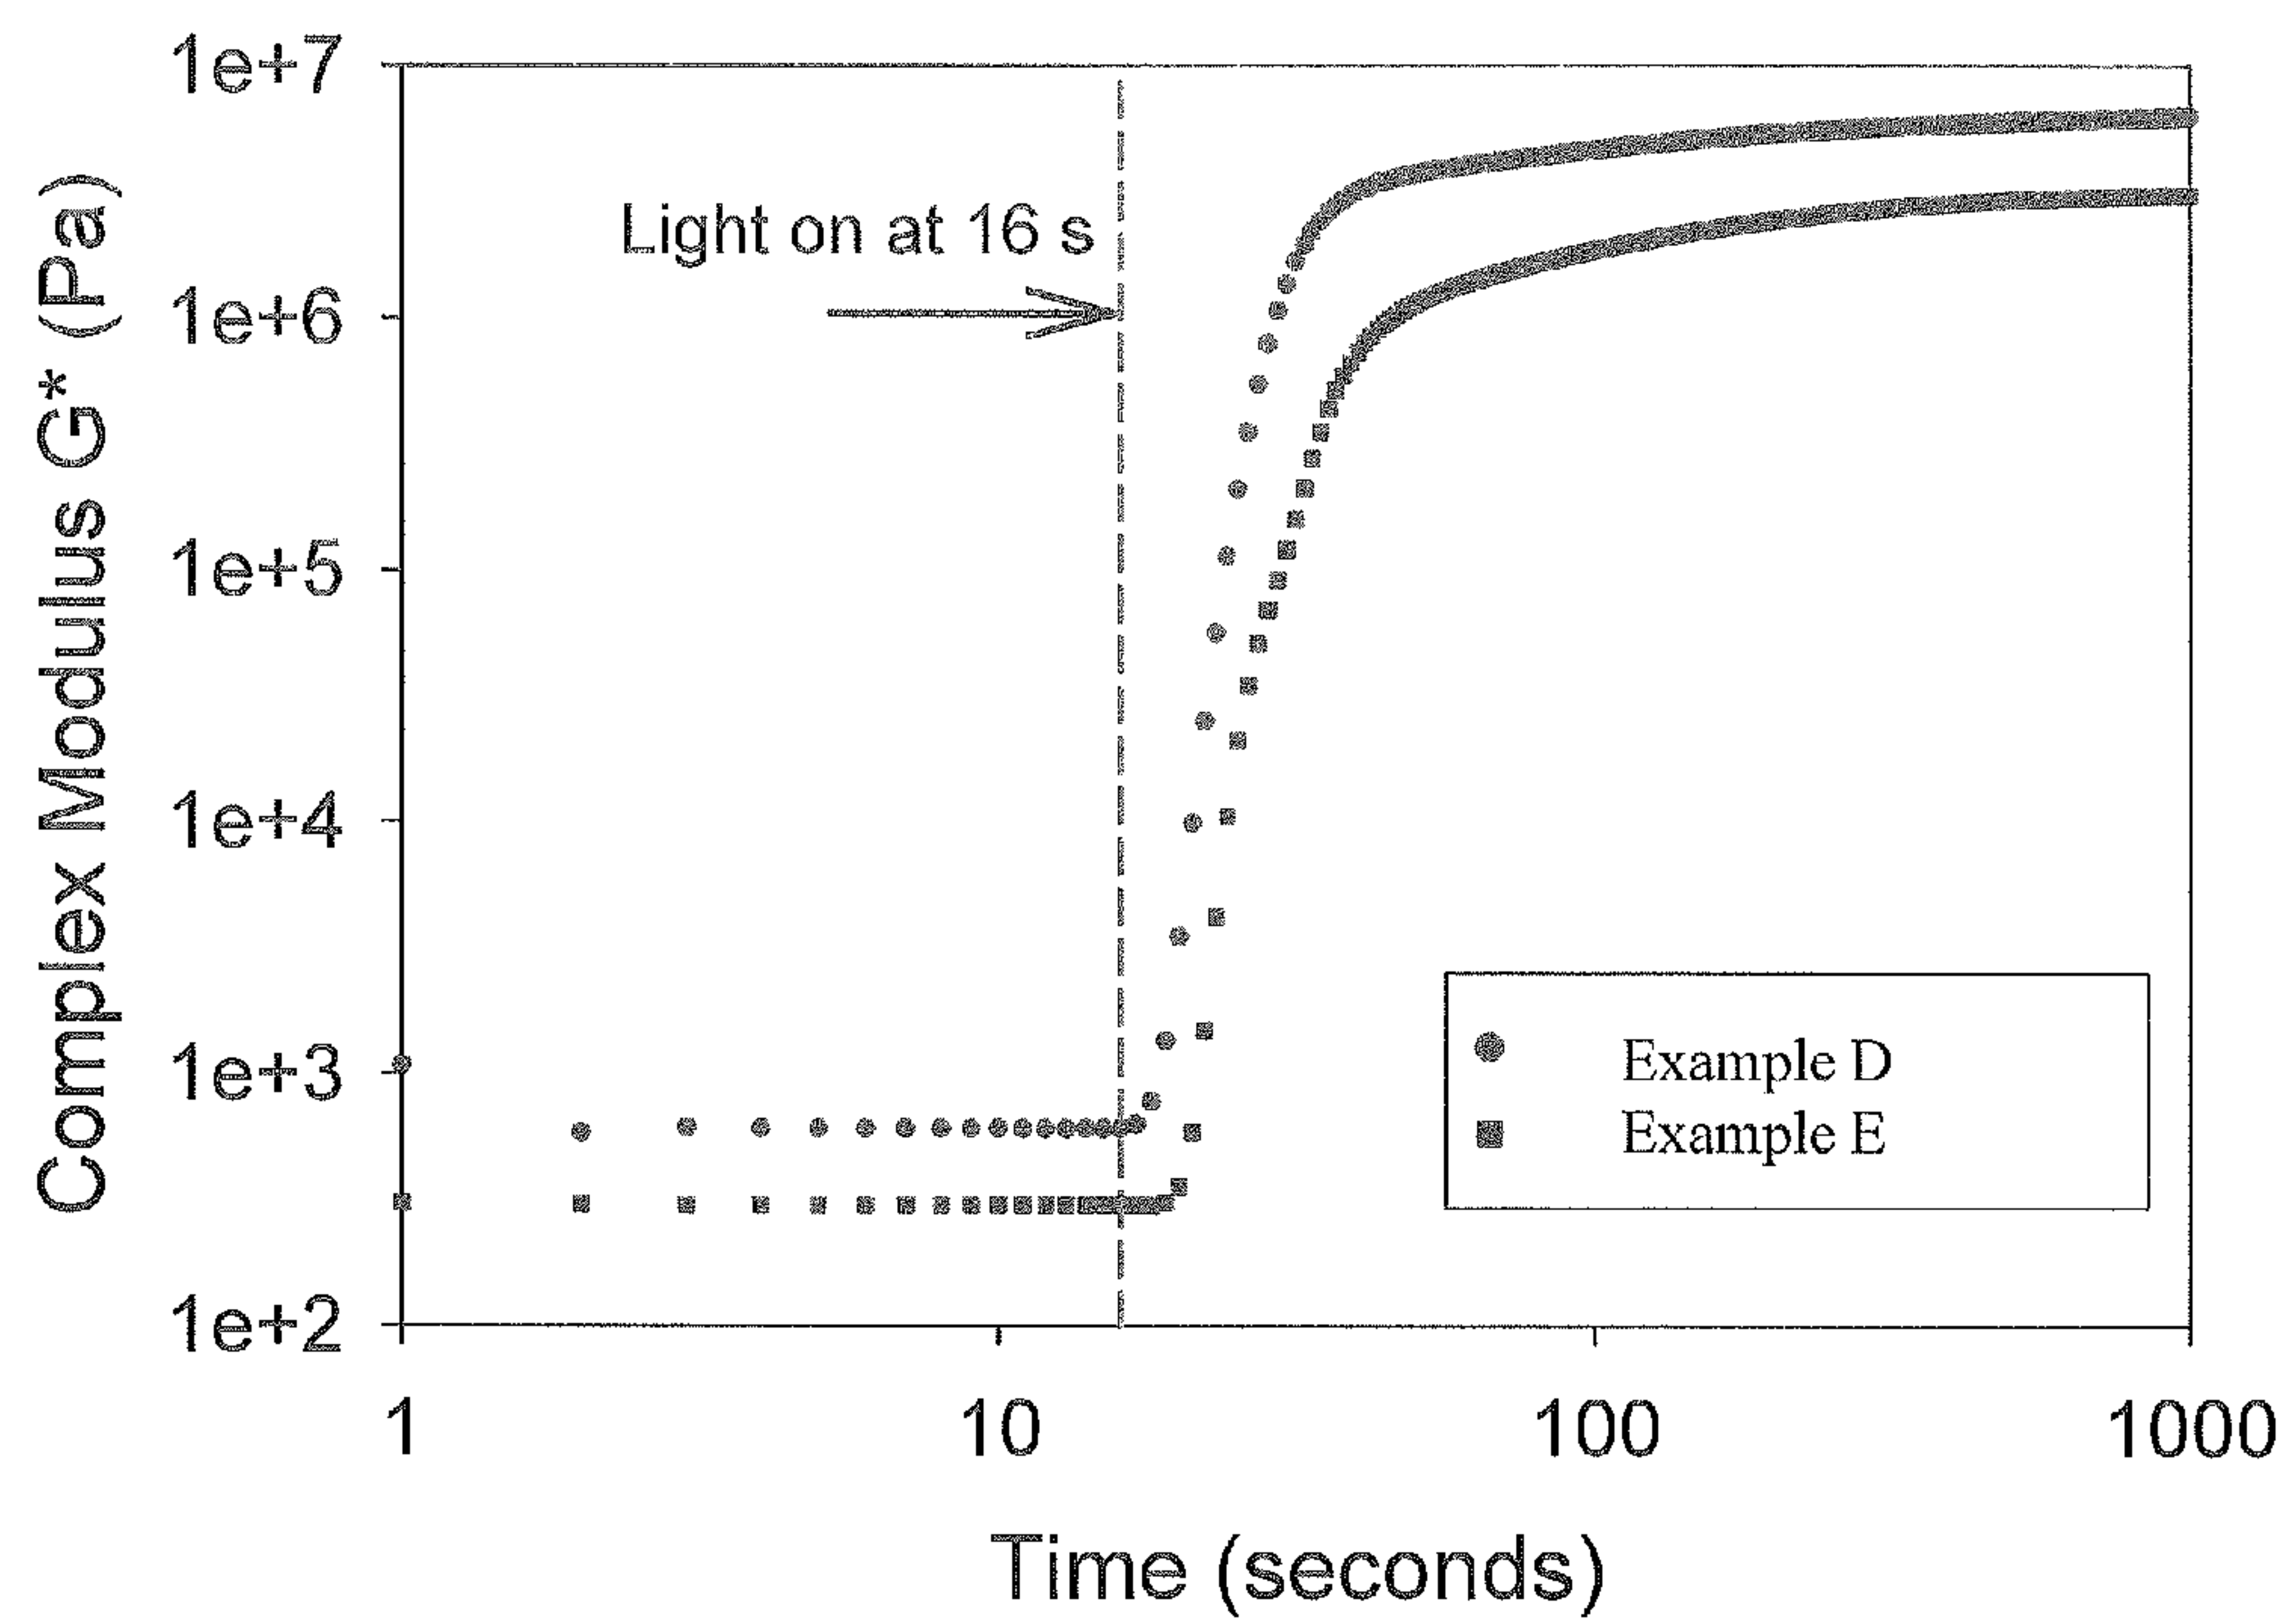 Complex Modulus G* (Pa)
1e+7
1e+6
1e+5
1e+4
1e+3
1e+2
Light on at 16 s
Example D
Example E
1 10 100 1000
Time (seconds)